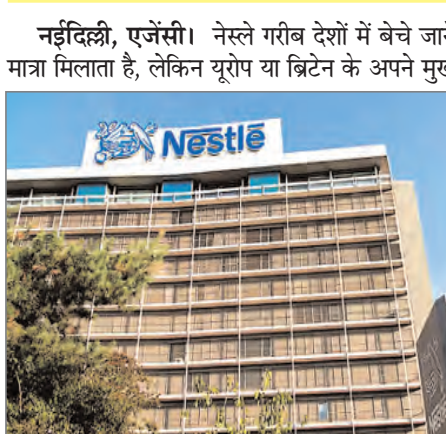 नईदिल्ली, एजेंसी। नेस्ले गरीब देशों में बेचे जाने
मात्रा मिलाता है, लेकिन यूरोप या ब्रिटेन के अपने
Nestlé